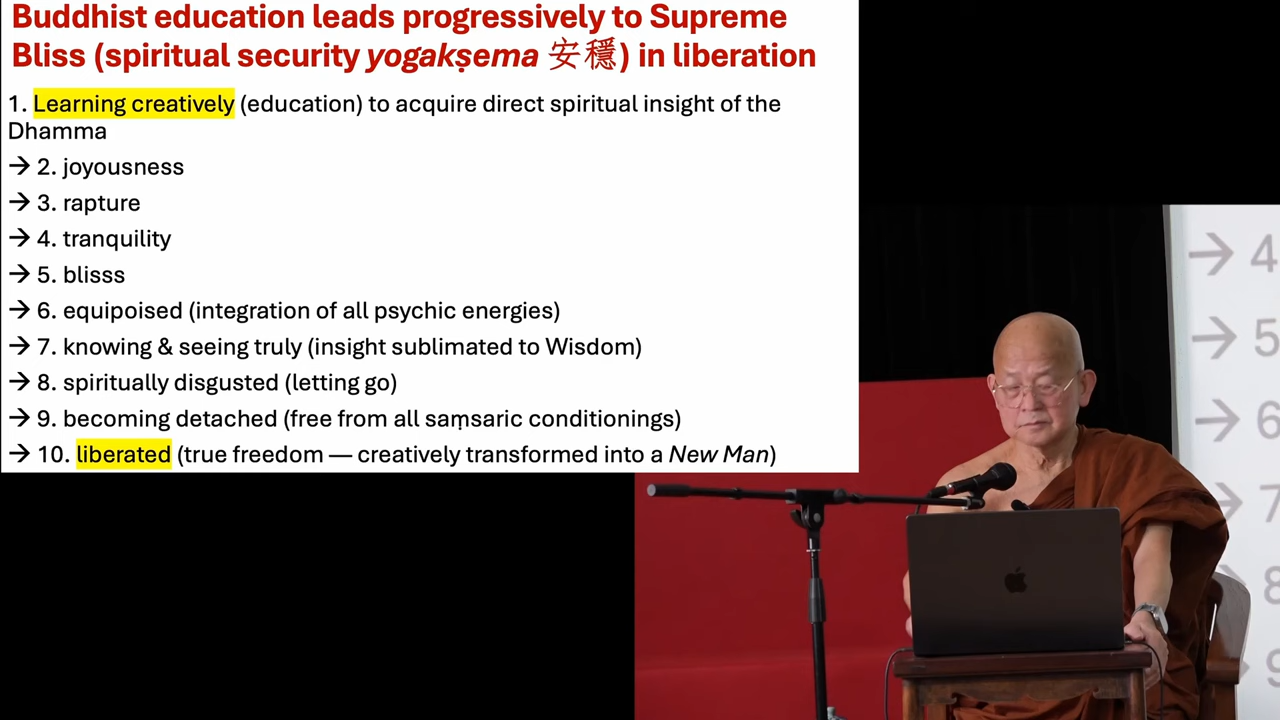 Buddhist education leads progressively to Supreme
Bliss (spiritual security yogakṣema 安穩) in liberation
1. Learning creatively (education) to acquire direct spiritual insight of the
Dhamma
→ 2. joyousness
→ 3. rapture
→ 4. tranquility
→ 5. blisss
→ 6. equipoised (integration of all psychic energies)
→ 7. knowing & seeing truly (insight sublimated to Wisdom)
→ 8. spiritually disgusted (letting go)
→ 9. becoming detached (free from all saṃsaric conditionings)
→ 10. liberated (true freedom — creatively transformed into a New Man)
→ 4
→ 5
→ 6
→ 7
8
9